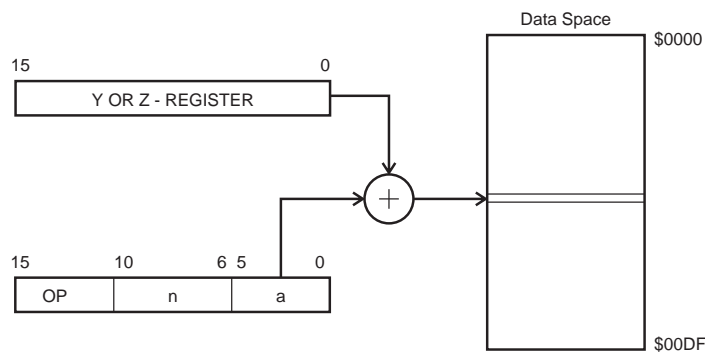 Data Space
$0000
15 0
Y OR Z - REGISTER
+
15 10 6 5 0
OP n a
$00DF